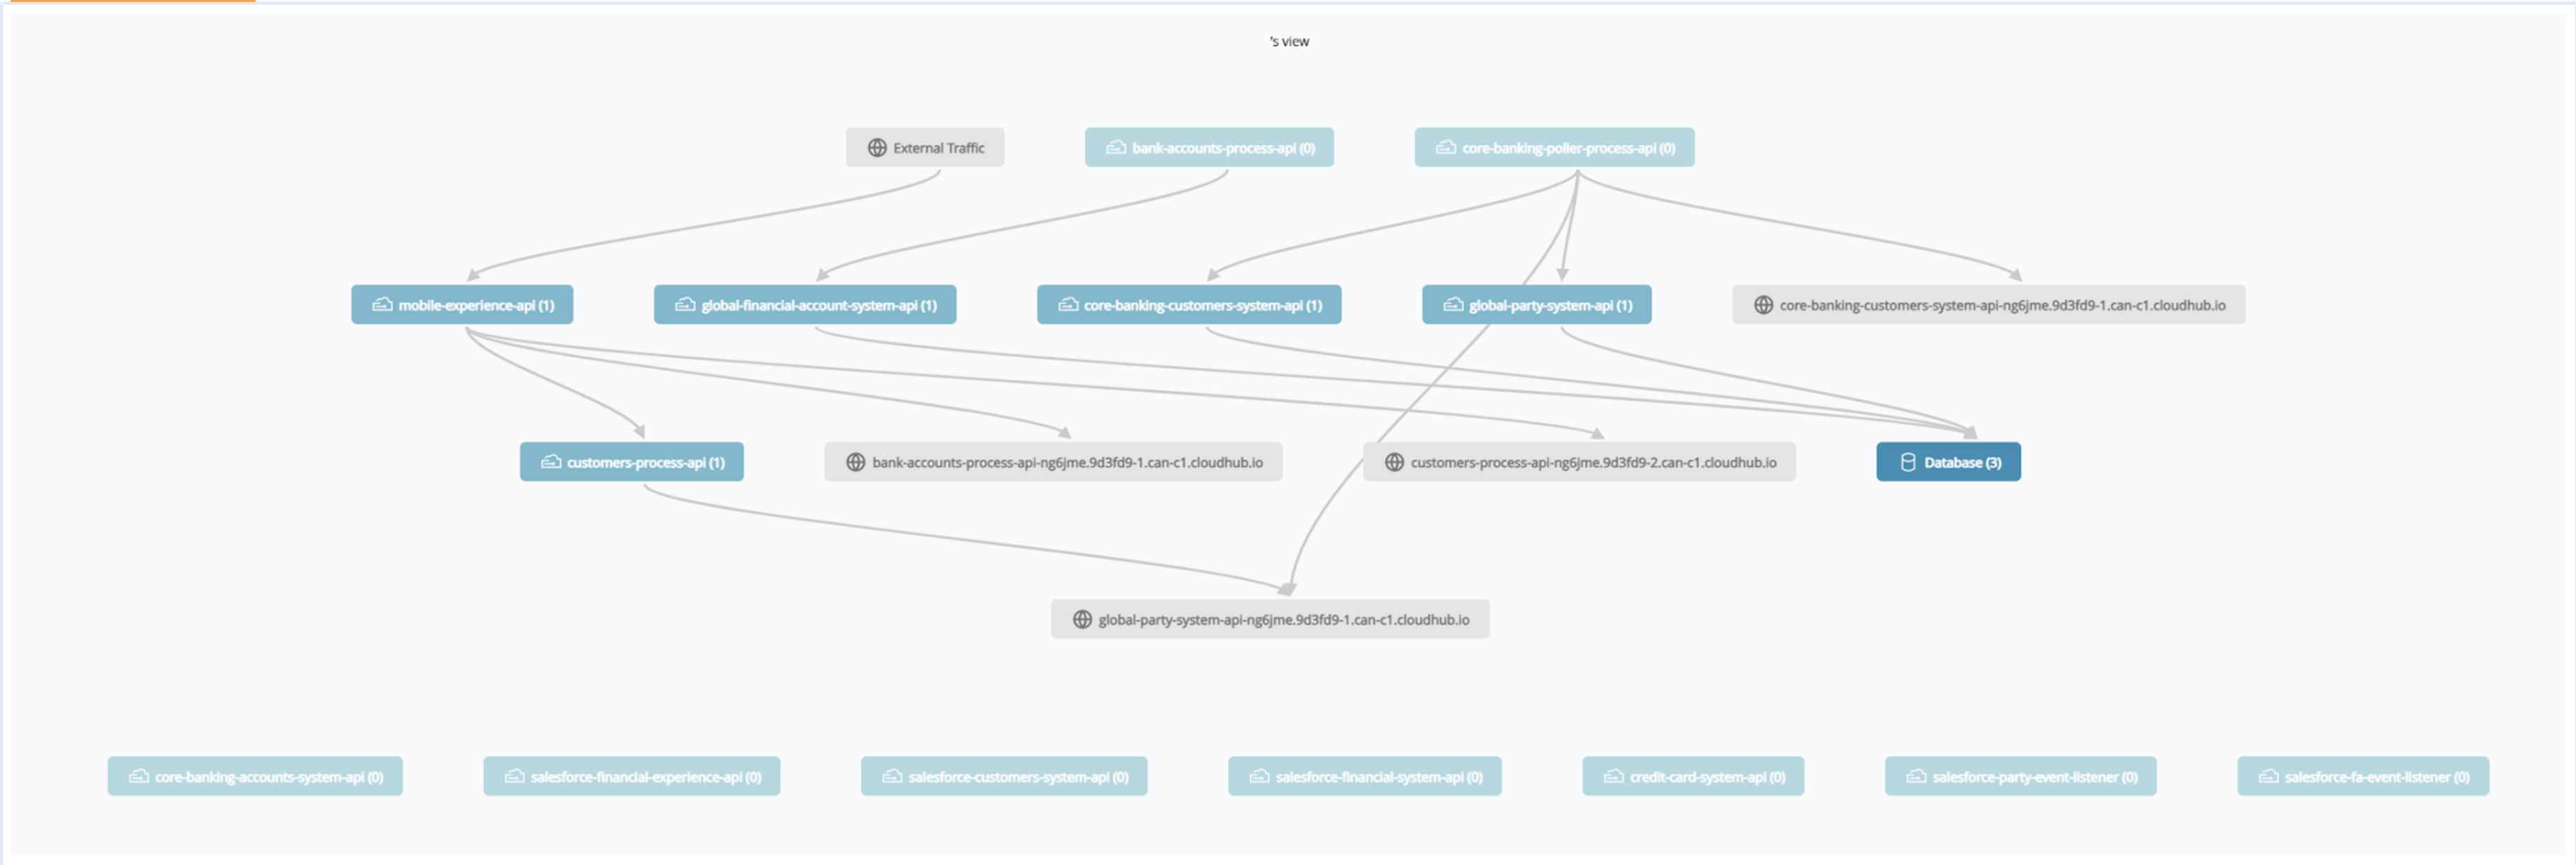 's view
External Traffic
bank-accounts-process-api (0)
core-banking-poller-process-api (0)
mobile-experience-api (1)
global-financial-account-system-api (1)
core-banking-customers-system-api (1)
global-party-system-api (1)
core-banking-customers-system-api-ng6jme.9d3fd9-1.can-c1.cloudhub.io
customers-process-api (1)
bank-accounts-process-api-ng6jme.9d3fd9-1.can-c1.cloudhub.io
customers-process-api-ng6jme.9d3fd9-2.can-c1.cloudhub.io
Database (3)
global-party-system-api-ng6jme.9d3fd9-1.can-c1.cloudhub.io
core-banking-accounts-system-api (0)
salesforce-financial-experience-api (0)
salesforce-customers-system-api (0)
salesforce-financial-system-api (0)
credit-card-system-api (0)
salesforce-party-event-listener (0)
salesforce-fa-event-listener (0)